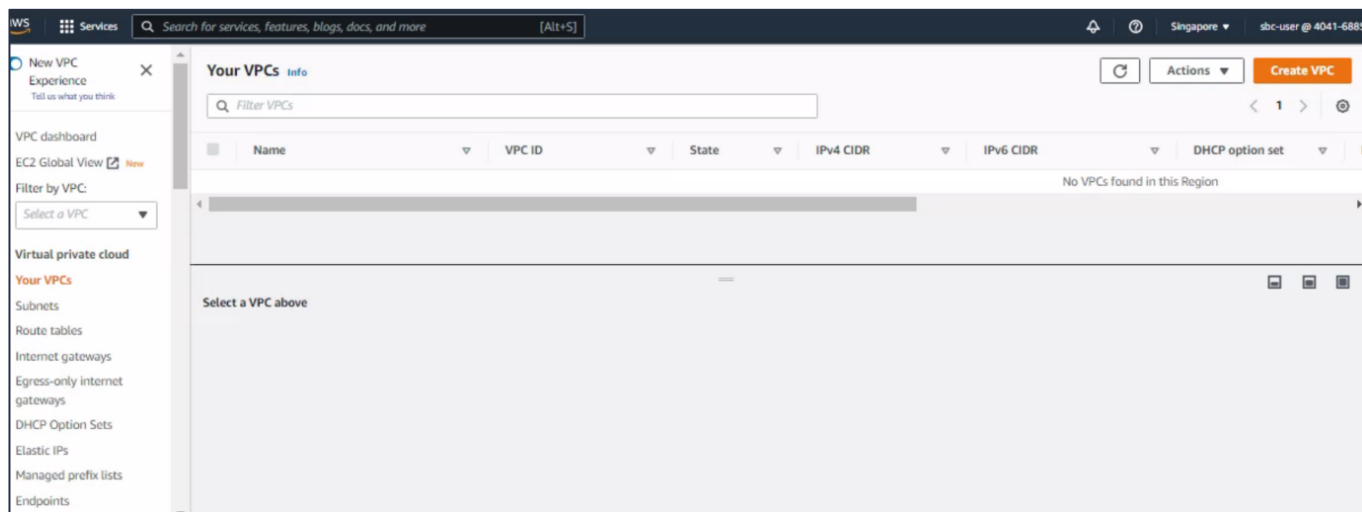 aws Services Search for services, features, blogs, docs, and more [Alt+S] Singapore sbc-user @ 4041-6885
New VPC
Experience
Tell us what you think
Your VPCs Info Actions Create VPC
Filter VPCs 1
VPC dashboard
EC2 Global View New
Filter by VPC:
Select a VPC
Name VPC ID State IPv4 CIDR IPv6 CIDR DHCP option set
No VPCs found in this Region
Virtual private cloud
Your VPCs
Subnets
Route tables
Internet gateways
Egress-only internet
gateways
DHCP Option Sets
Elastic IPs
Managed prefix lists
Endpoints
Select a VPC above